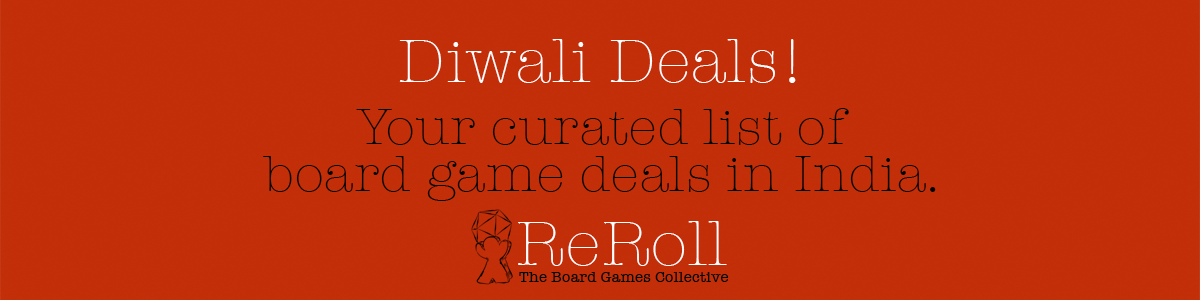 Diwali Deals!
Your curated list of
board game deals in India.
ReRoll
The Board Games Collective